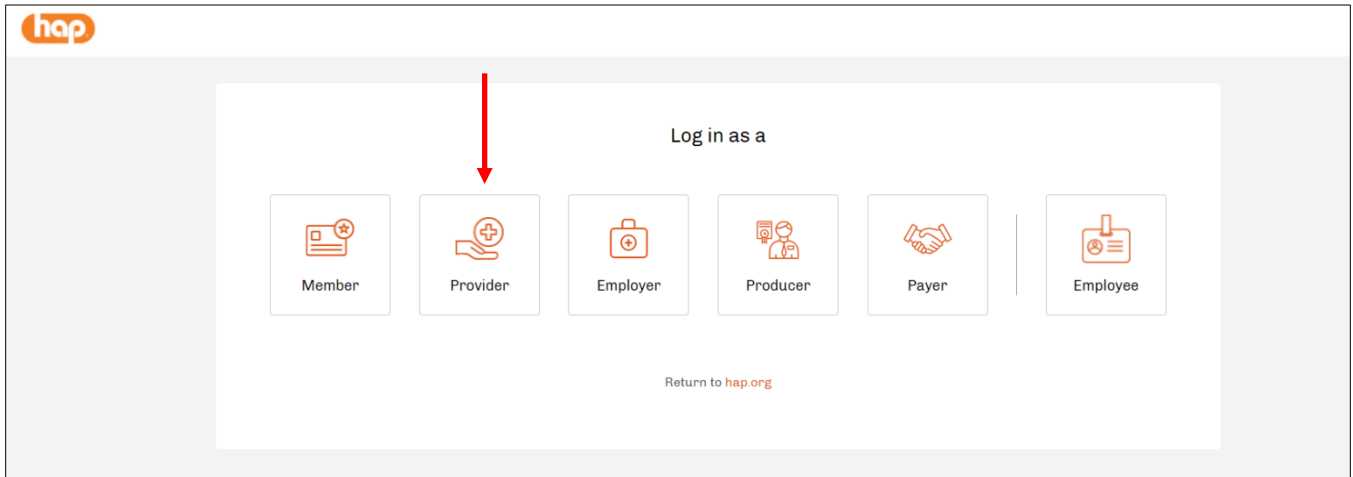 hap
Log in as a
Member Provider Employer Producer Payer Employee
Return to hap.org